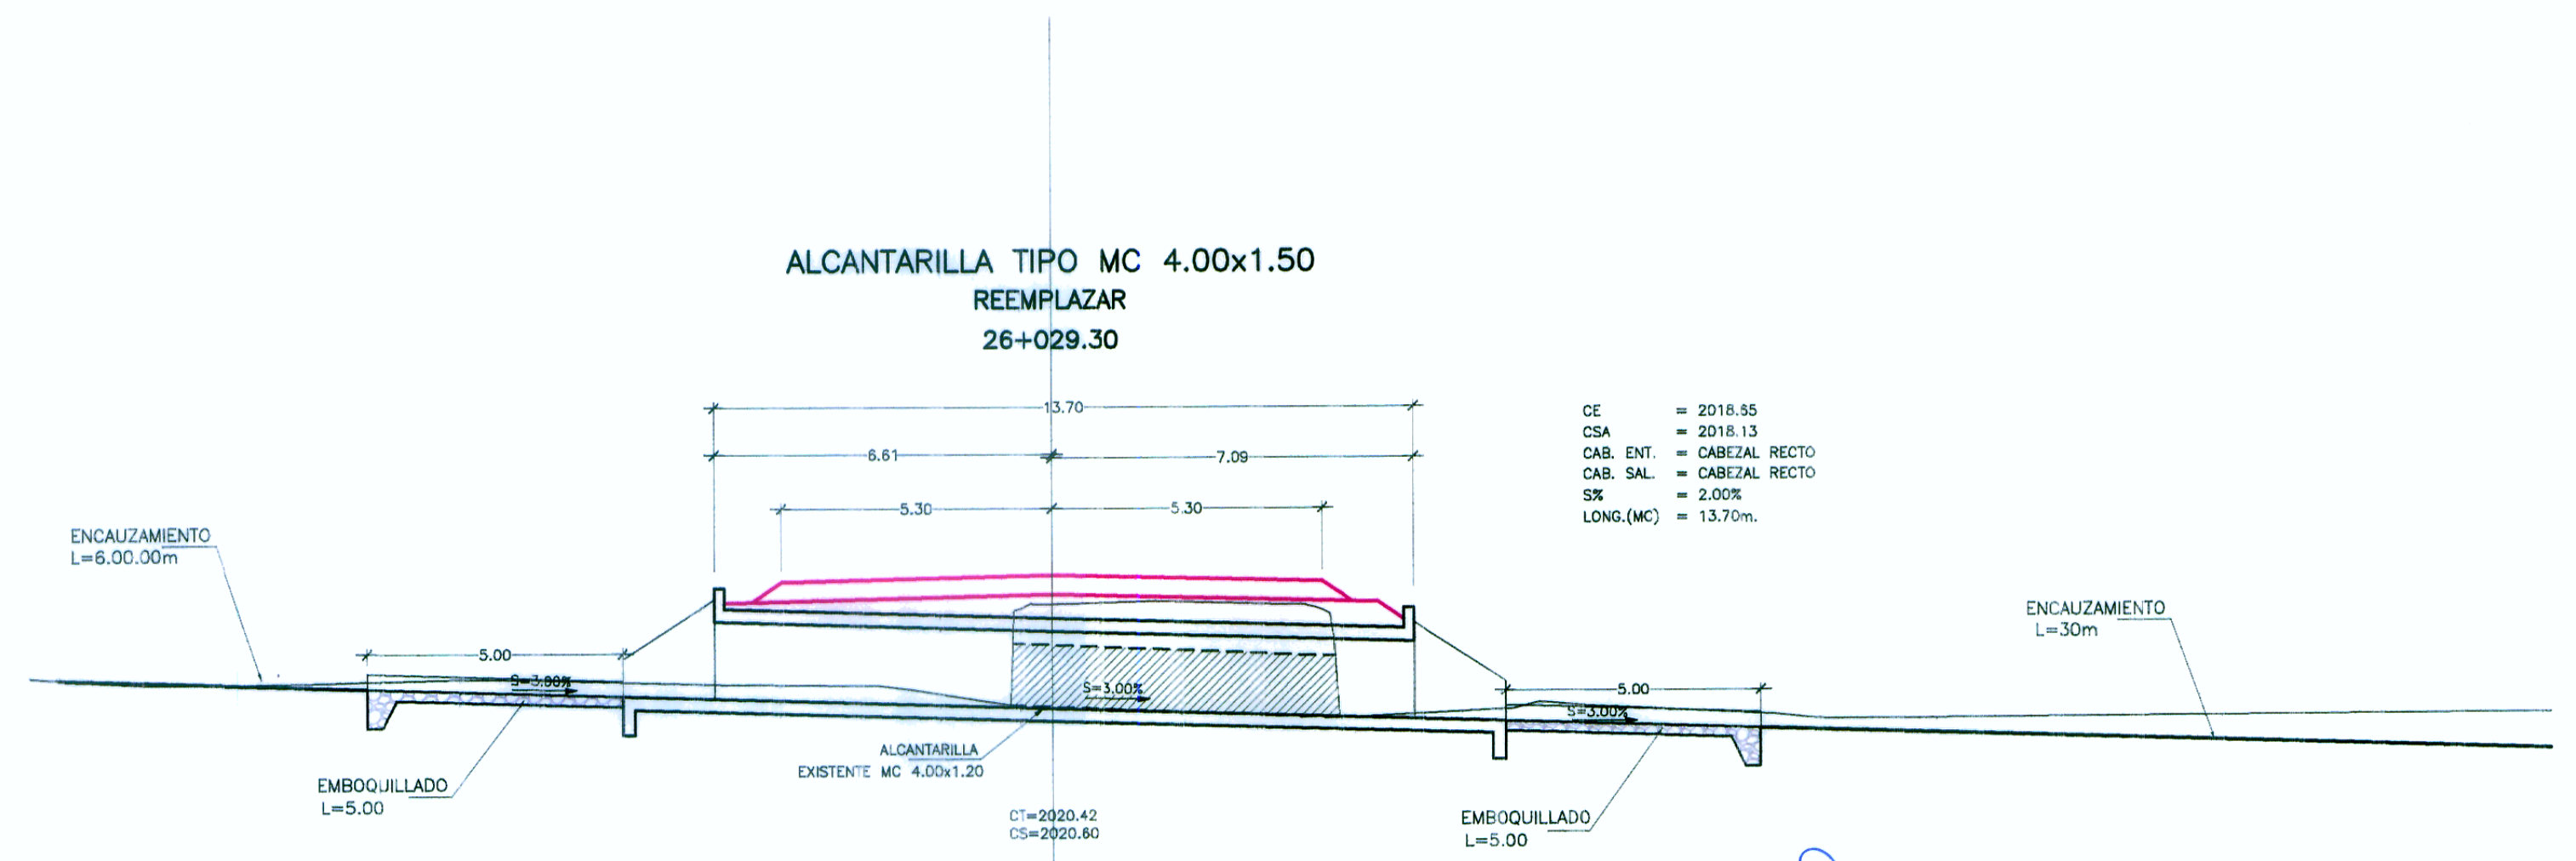 ALCANTARILLA TIPO MC 4.00x1.50
REEMPLAZAR
26+029.30
13.70
6.61
7.09
5.30
5.30
CE = 2018.65
CSA = 2018.13
CAB. ENT. = CABEZAL RECTO
CAB. SAL. = CABEZAL RECTO
S% = 2.00%
LONG.(MC) = 13.70m.
ENCAUZAMIENTO
L=6.00.00m
ENCAUZAMIENTO
L=30m
5.00
S=3.00%
S=3.00%
5.00
S=3.00%
ALCANTARILLA
EXISTENTE MC 4.00x1.20
EMBOQUILLADO
L=5.00
CT=2020.42
CS=2020.60
EMBOQUILLADO
L=5.00